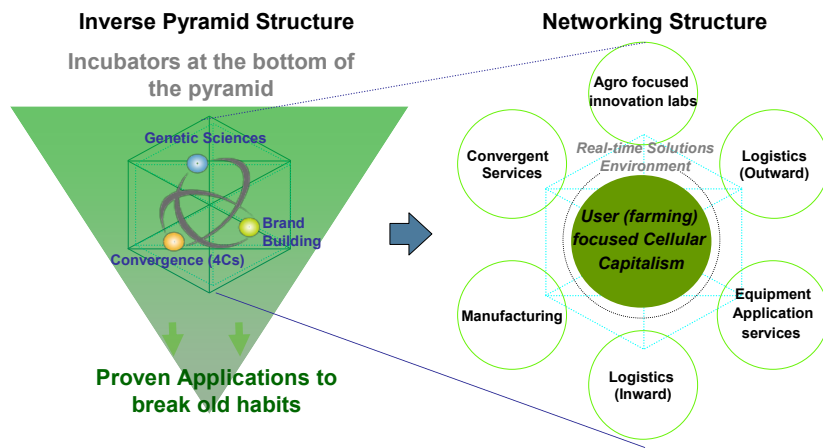 Inverse Pyramid Structure
Incubators at the bottom of
the pyramid
Genetic Sciences
Brand
Building
Convergence (4Cs)
Proven Applications to
break old habits
Networking Structure
Agro focused
innovation labs
Convergent
Services
Real-time Solutions
Environment
Logistics
(Outward)
User (farming)
focused Cellular
Capitalism
Manufacturing
Equipment
Application
services
Logistics
(Inward)